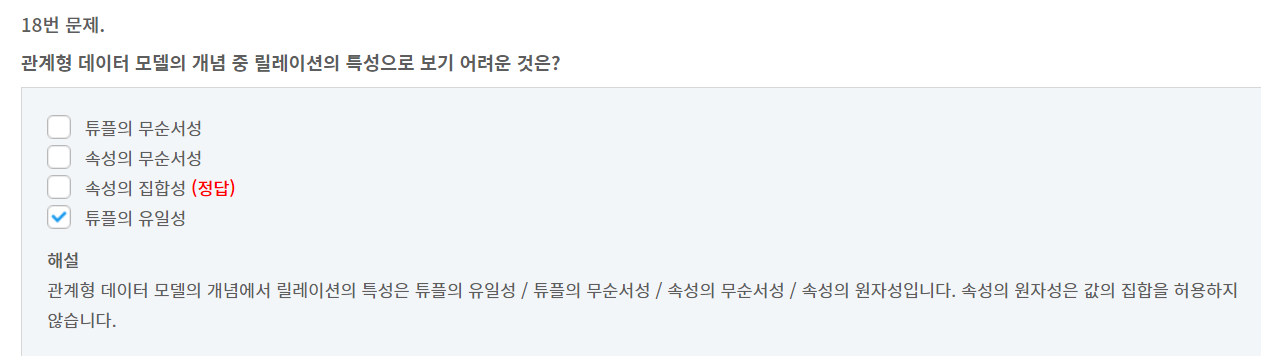 18번 문제.
관계형 데이터 모델의 개념 중 릴레이션의 특성으로 보기 어려운 것은?
튜플의 무순서성
속성의 무순서성
속성의 집합성 (정답)
튜플의 유일성
해설
관계형 데이터 모델의 개념에서 릴레이션의 특성은 튜플의 유일성 / 튜플의 무순서성 / 속성의 무순서성 / 속성의 원자성입니다. 속성의 원자성은 값의 집합을 허용하지
않습니다.